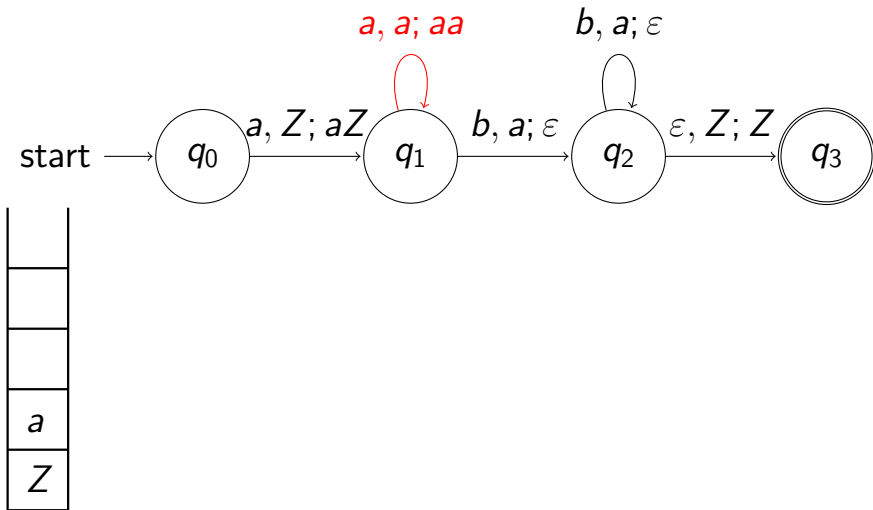 a, a; aa
b, a; ε
a, Z; aZ
b, a; ε
ε, Z; Z
start
q₀
q₁
q₂
q₃
a
Z